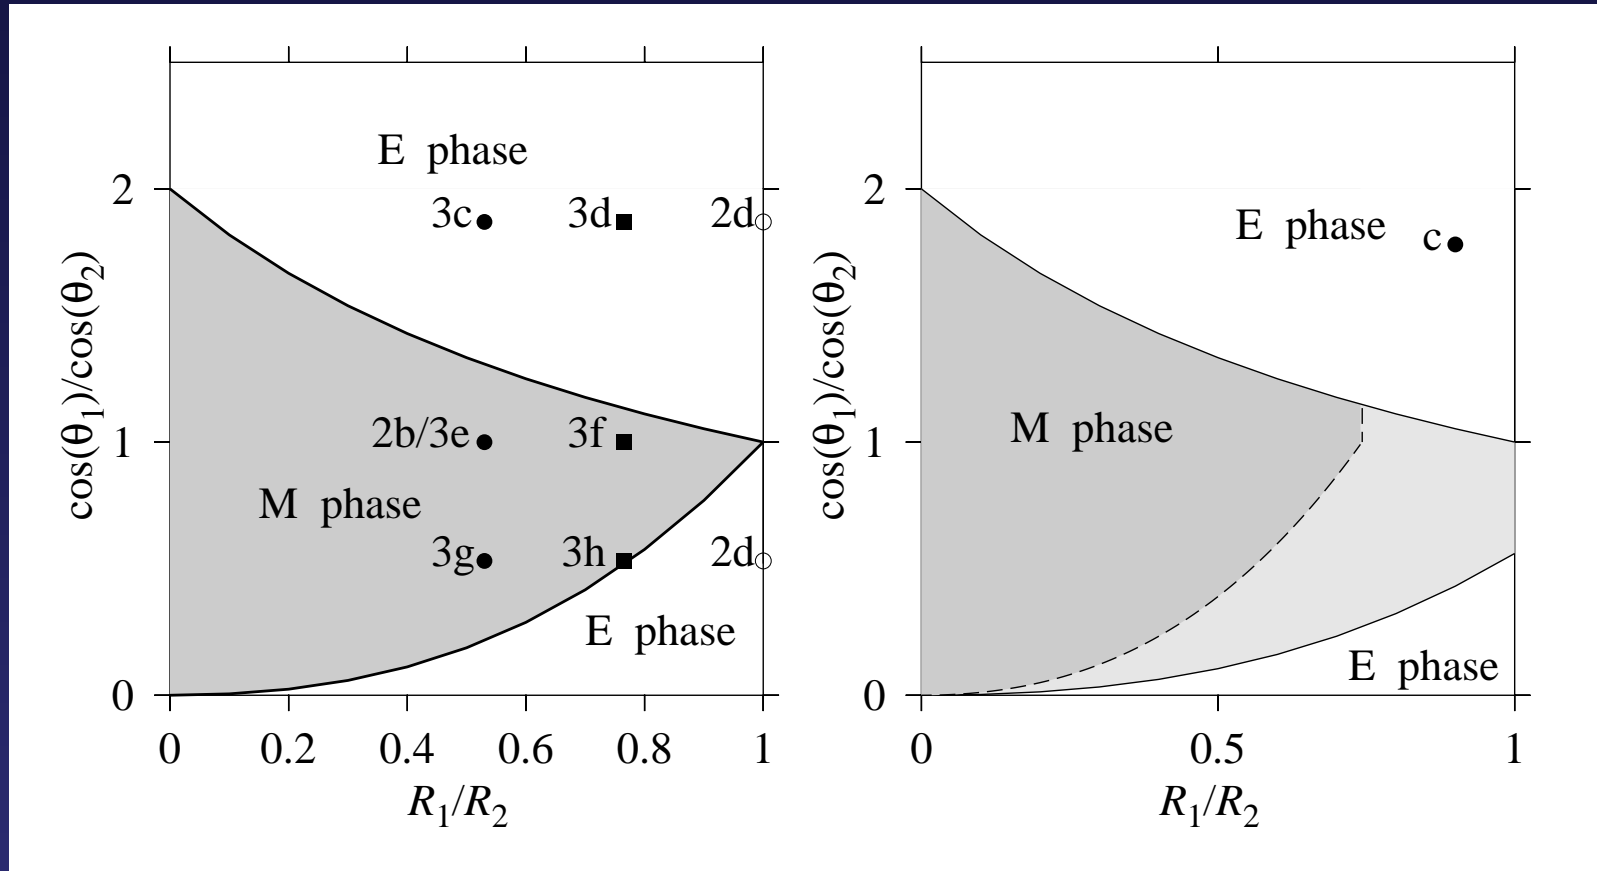 E phase
2
3c
3d
2d
cos(θ1)/cos(θ2)
1
2b/3e
3f
M phase
3g
3h
2d
E phase
0
0 0.2 0.4 0.6 0.8 1
R1/R2
2
E phase
c
cos(θ1)/cos(θ2)
1
M phase
E phase
0
0 0.5 1
R1/R2